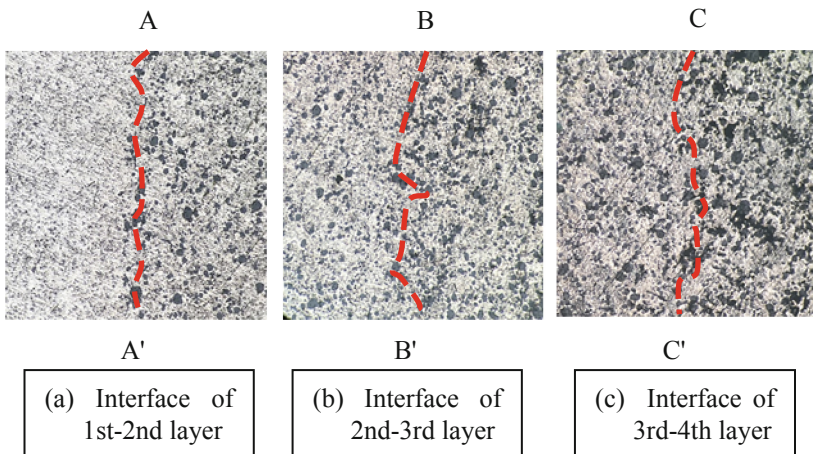 A B C
A' B' C'
(a) Interface of
1st-2nd layer
(b) Interface of
2nd-3rd layer
(c) Interface of
3rd-4th layer